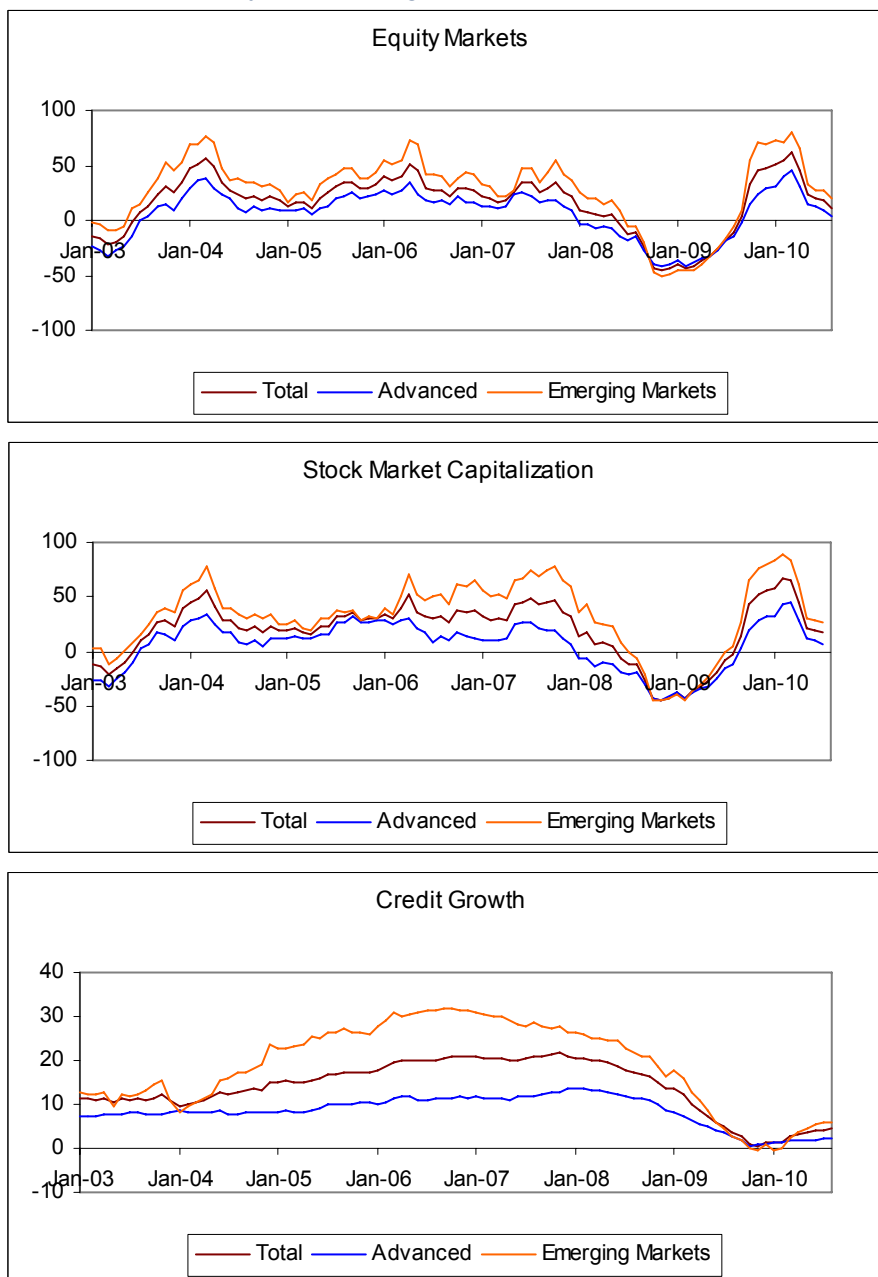 Equity Markets
100
50
0
-50
-100
Jan-03 Jan-04 Jan-05 Jan-06 Jan-07 Jan-08 Jan-09 Jan-10
Total Advanced Emerging Markets
Stock Market Capitalization
100
50
0
-50
-100
Jan-03 Jan-04 Jan-05 Jan-06 Jan-07 Jan-08 Jan-09 Jan-10
Total Advanced Emerging Markets
Credit Growth
40
30
20
10
0
-10
Jan-03 Jan-04 Jan-05 Jan-06 Jan-07 Jan-08 Jan-09 Jan-10
Total Advanced Emerging Markets